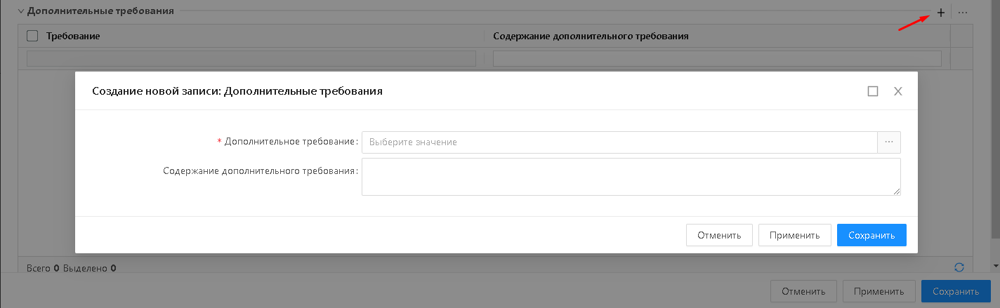 Дополнительные требования
Требование Содержание дополнительного требования
Создание новой записи: Дополнительные требования
* Дополнительное требование: Выберите значение
Содержание дополнительного требования:
Отменить Применить Сохранить
Всего 0 Выделено 0
Отменить Применить Сохранить